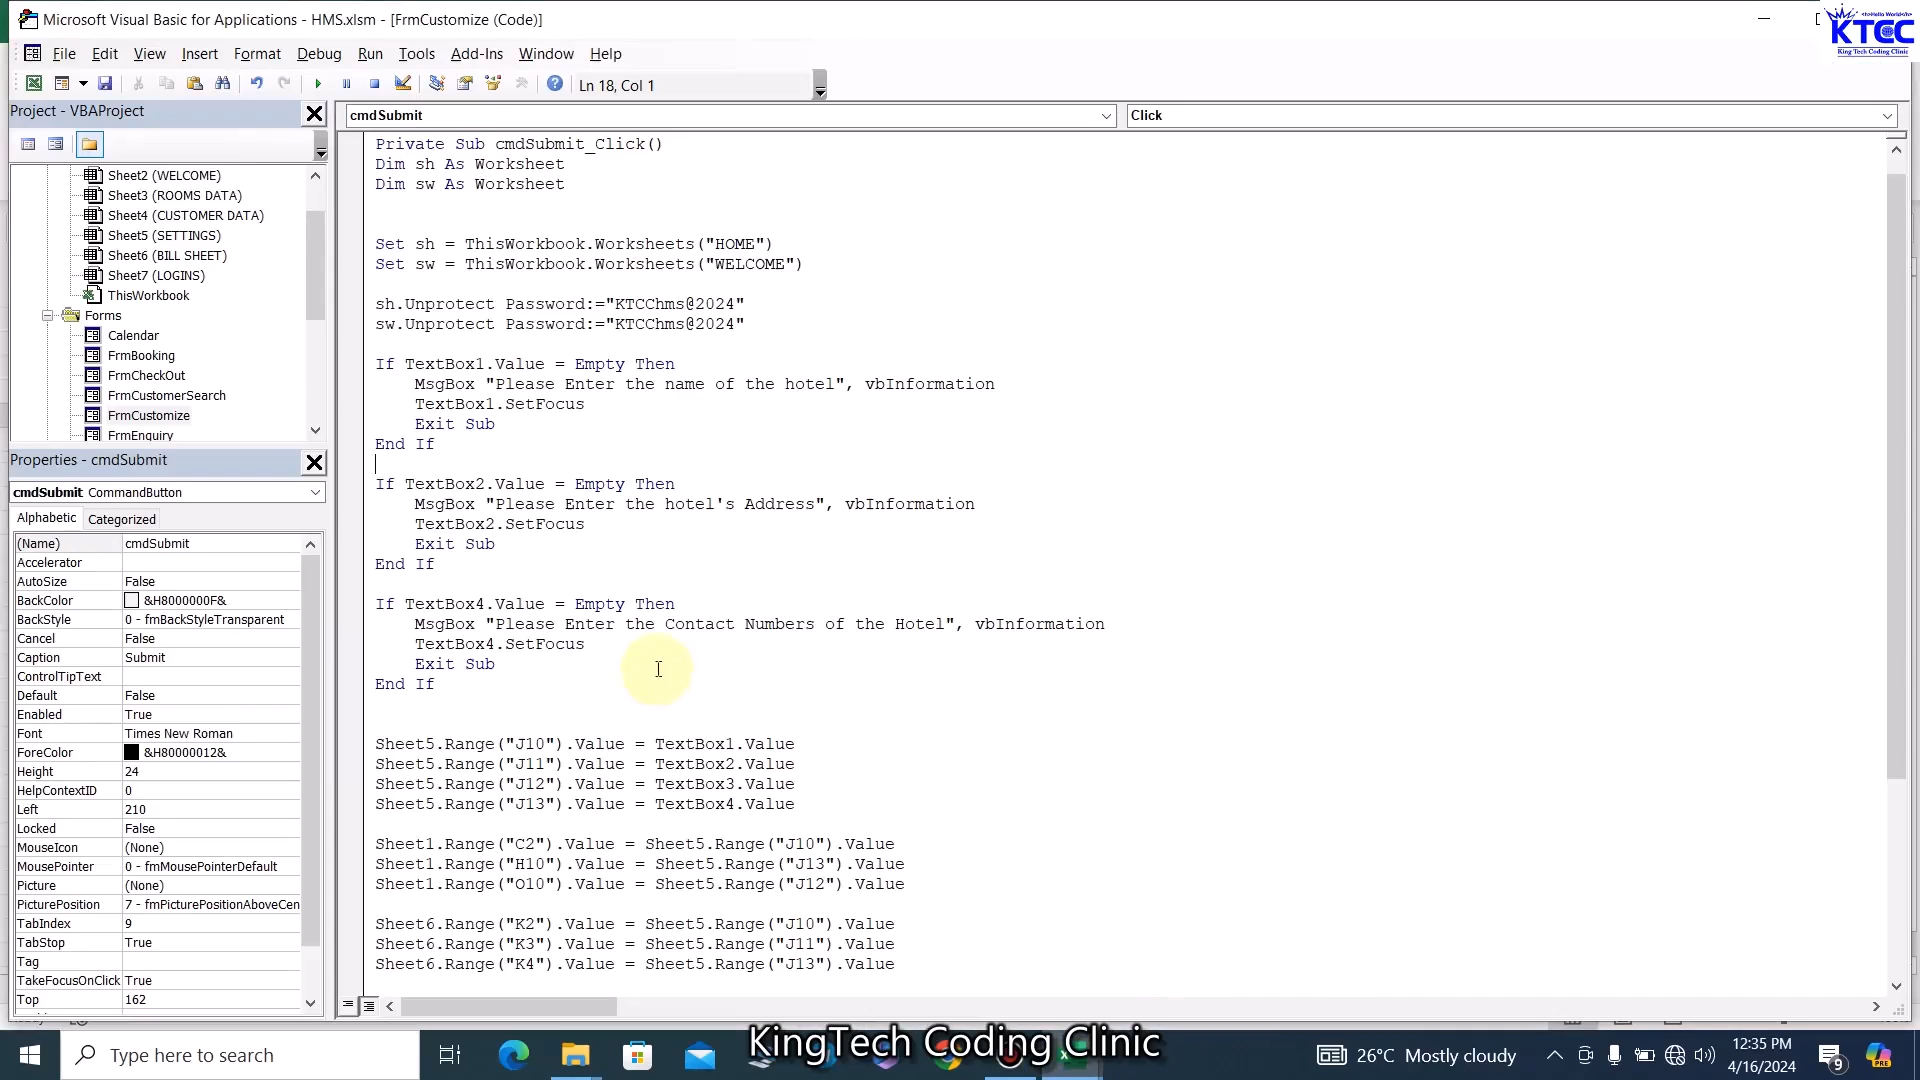 Microsoft Visual Basic for Applications - HMS.xlsm - [FrmCustomize (Code)]
KTCC
King Tech Coding Clinic
File Edit View Insert Format Debug Run Tools Add-Ins Window Help
Ln 18, Col 1
Project - VBAProject
Sheet2 (WELCOME)
Sheet3 (ROOMS DATA)
Sheet4 (CUSTOMER DATA)
Sheet5 (SETTINGS)
Sheet6 (BILL SHEET)
Sheet7 (LOGINS)
ThisWorkbook
Forms
Calendar
FrmBooking
FrmCheckOut
FrmCustomerSearch
FrmCustomize
FrmEnquiry
Properties - cmdSubmit
cmdSubmit CommandButton
Alphabetic Categorized
(Name) cmdSubmit
Accelerator
AutoSize False
BackColor &H8000000F&
BackStyle 0 - fmBackStyleTransparent
Cancel False
Caption Submit
ControlTipText
Default False
Enabled True
Font Times New Roman
ForeColor &H80000012&
Height 24
HelpContextID 0
Left 210
Locked False
MouseIcon (None)
MousePointer 0 - fmMousePointerDefault
Picture (None)
PicturePosition 7 - fmPicturePositionAboveCen
TabIndex 9
TabStop True
Tag
TakeFocusOnClick True
Top 162
cmdSubmit Click
Private Sub cmdSubmit_Click()
Dim sh As Worksheet
Dim sw As Worksheet
Set sh = ThisWorkbook.Worksheets("HOME")
Set sw = ThisWorkbook.Worksheets("WELCOME")
sh.Unprotect Password:="KTCChms@2024"
sw.Unprotect Password:="KTCChms@2024"
If TextBox1.Value = Empty Then
MsgBox "Please Enter the name of the hotel", vbInformation
TextBox1.SetFocus
Exit Sub
End If
If TextBox2.Value = Empty Then
MsgBox "Please Enter the hotel's Address", vbInformation
TextBox2.SetFocus
Exit Sub
End If
If TextBox4.Value = Empty Then
MsgBox "Please Enter the Contact Numbers of the Hotel", vbInformation
TextBox4.SetFocus
Exit Sub
End If
Sheet5.Range("J10").Value = TextBox1.Value
Sheet5.Range("J11").Value = TextBox2.Value
Sheet5.Range("J12").Value = TextBox3.Value
Sheet5.Range("J13").Value = TextBox4.Value
Sheet1.Range("C2").Value = Sheet5.Range("J10").Value
Sheet1.Range("H10").Value = Sheet5.Range("J13").Value
Sheet1.Range("O10").Value = Sheet5.Range("J12").Value
Sheet6.Range("K2").Value = Sheet5.Range("J10").Value
Sheet6.Range("K3").Value = Sheet5.Range("J11").Value
Sheet6.Range("K4").Value = Sheet5.Range("J13").Value
Type here to search
KingTech Coding Clinic
26°C Mostly cloudy
12:35 PM
4/16/2024
9
PRE